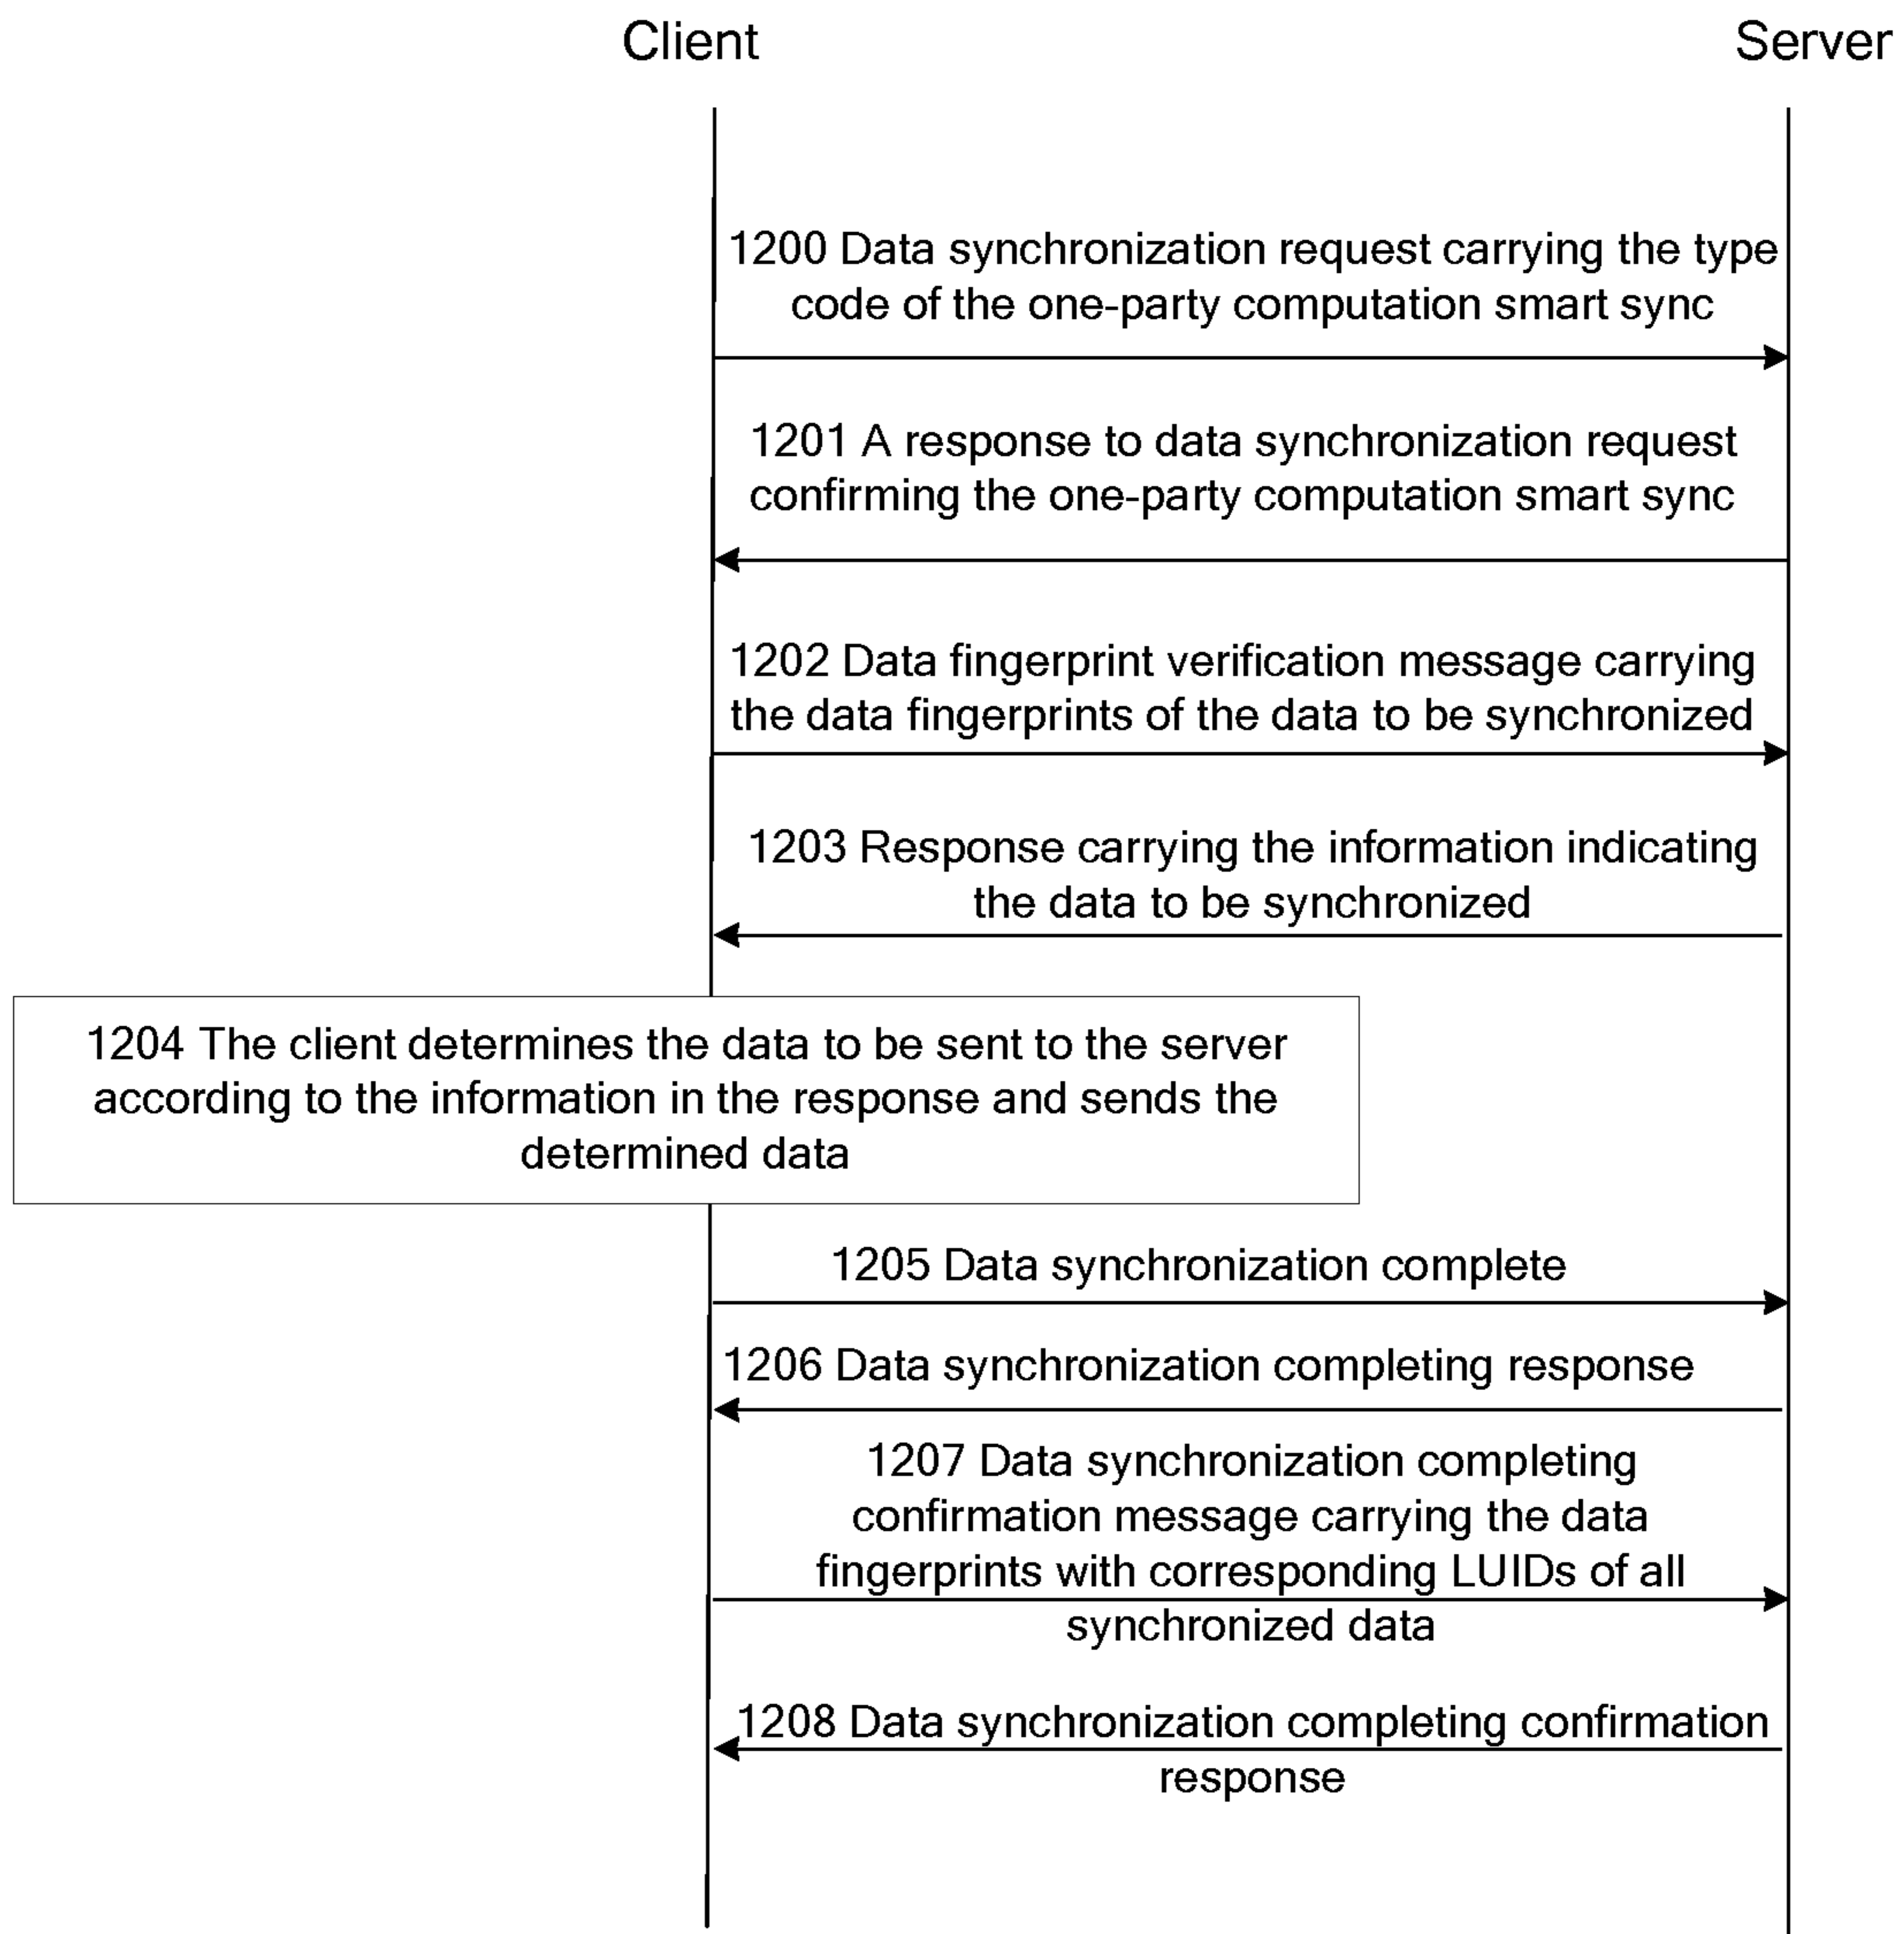 Client
Server
1200 Data synchronization request carrying the type
code of the one-party computation smart sync
1201 A response to data synchronization request
confirming the one-party computation smart sync
1202 Data fingerprint verification message carrying
the data fingerprints of the data to be synchronized
1203 Response carrying the information indicating
the data to be synchronized
1204 The client determines the data to be sent to the server
according to the information in the response and sends the
determined data
1205 Data synchronization complete
1206 Data synchronization completing response
1207 Data synchronization completing
confirmation message carrying the data
fingerprints with corresponding LUIDs of all
synchronized data
1208 Data synchronization completing confirmation
response